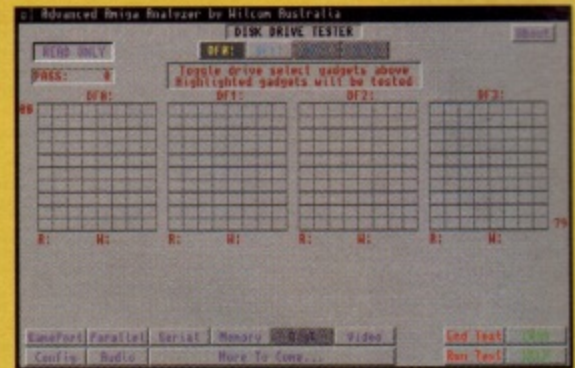 Advanced Amiga Analyzer by Wilcom Australia
DISK DRIVE TESTER
READ ONLY
About
DF0:
PASS: 0
Toggle drive select gadgets above
Highlighted gadgets will be tested
DF0: DF1: DF2: DF3:
00
79
R: W: R: W: R: W: R: W:
GamePort Parallel Serial Memory Disk Video
End Test
Config Audio More To Come...
Run Test